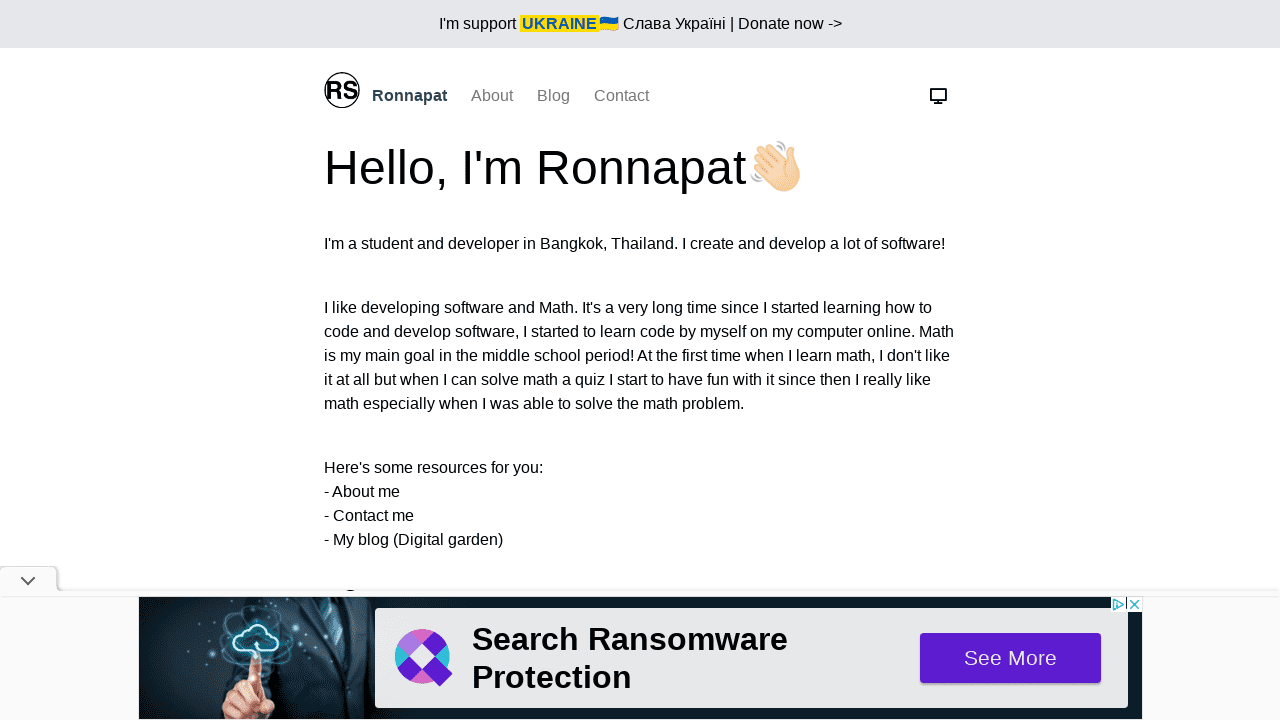 I'm support UKRAINE🇺🇦 Слава Україні | Donate now ->
RS Ronnapat About Blog Contact
Hello, I'm Ronnapat👋🏻
I'm a student and developer in Bangkok, Thailand. I create and develop a lot of software!
I like developing software and Math. It's a very long time since I started learning how to
code and develop software, I started to learn code by myself on my computer online. Math
is my main goal in the middle school period! At the first time when I learn math, I don't like
it at all but when I can solve math a quiz I start to have fun with it since then I really like
math especially when I was able to solve the math problem.
Here's some resources for you:
- About me
- Contact me
- My blog (Digital garden)
Search Ransomware
Protection
See More